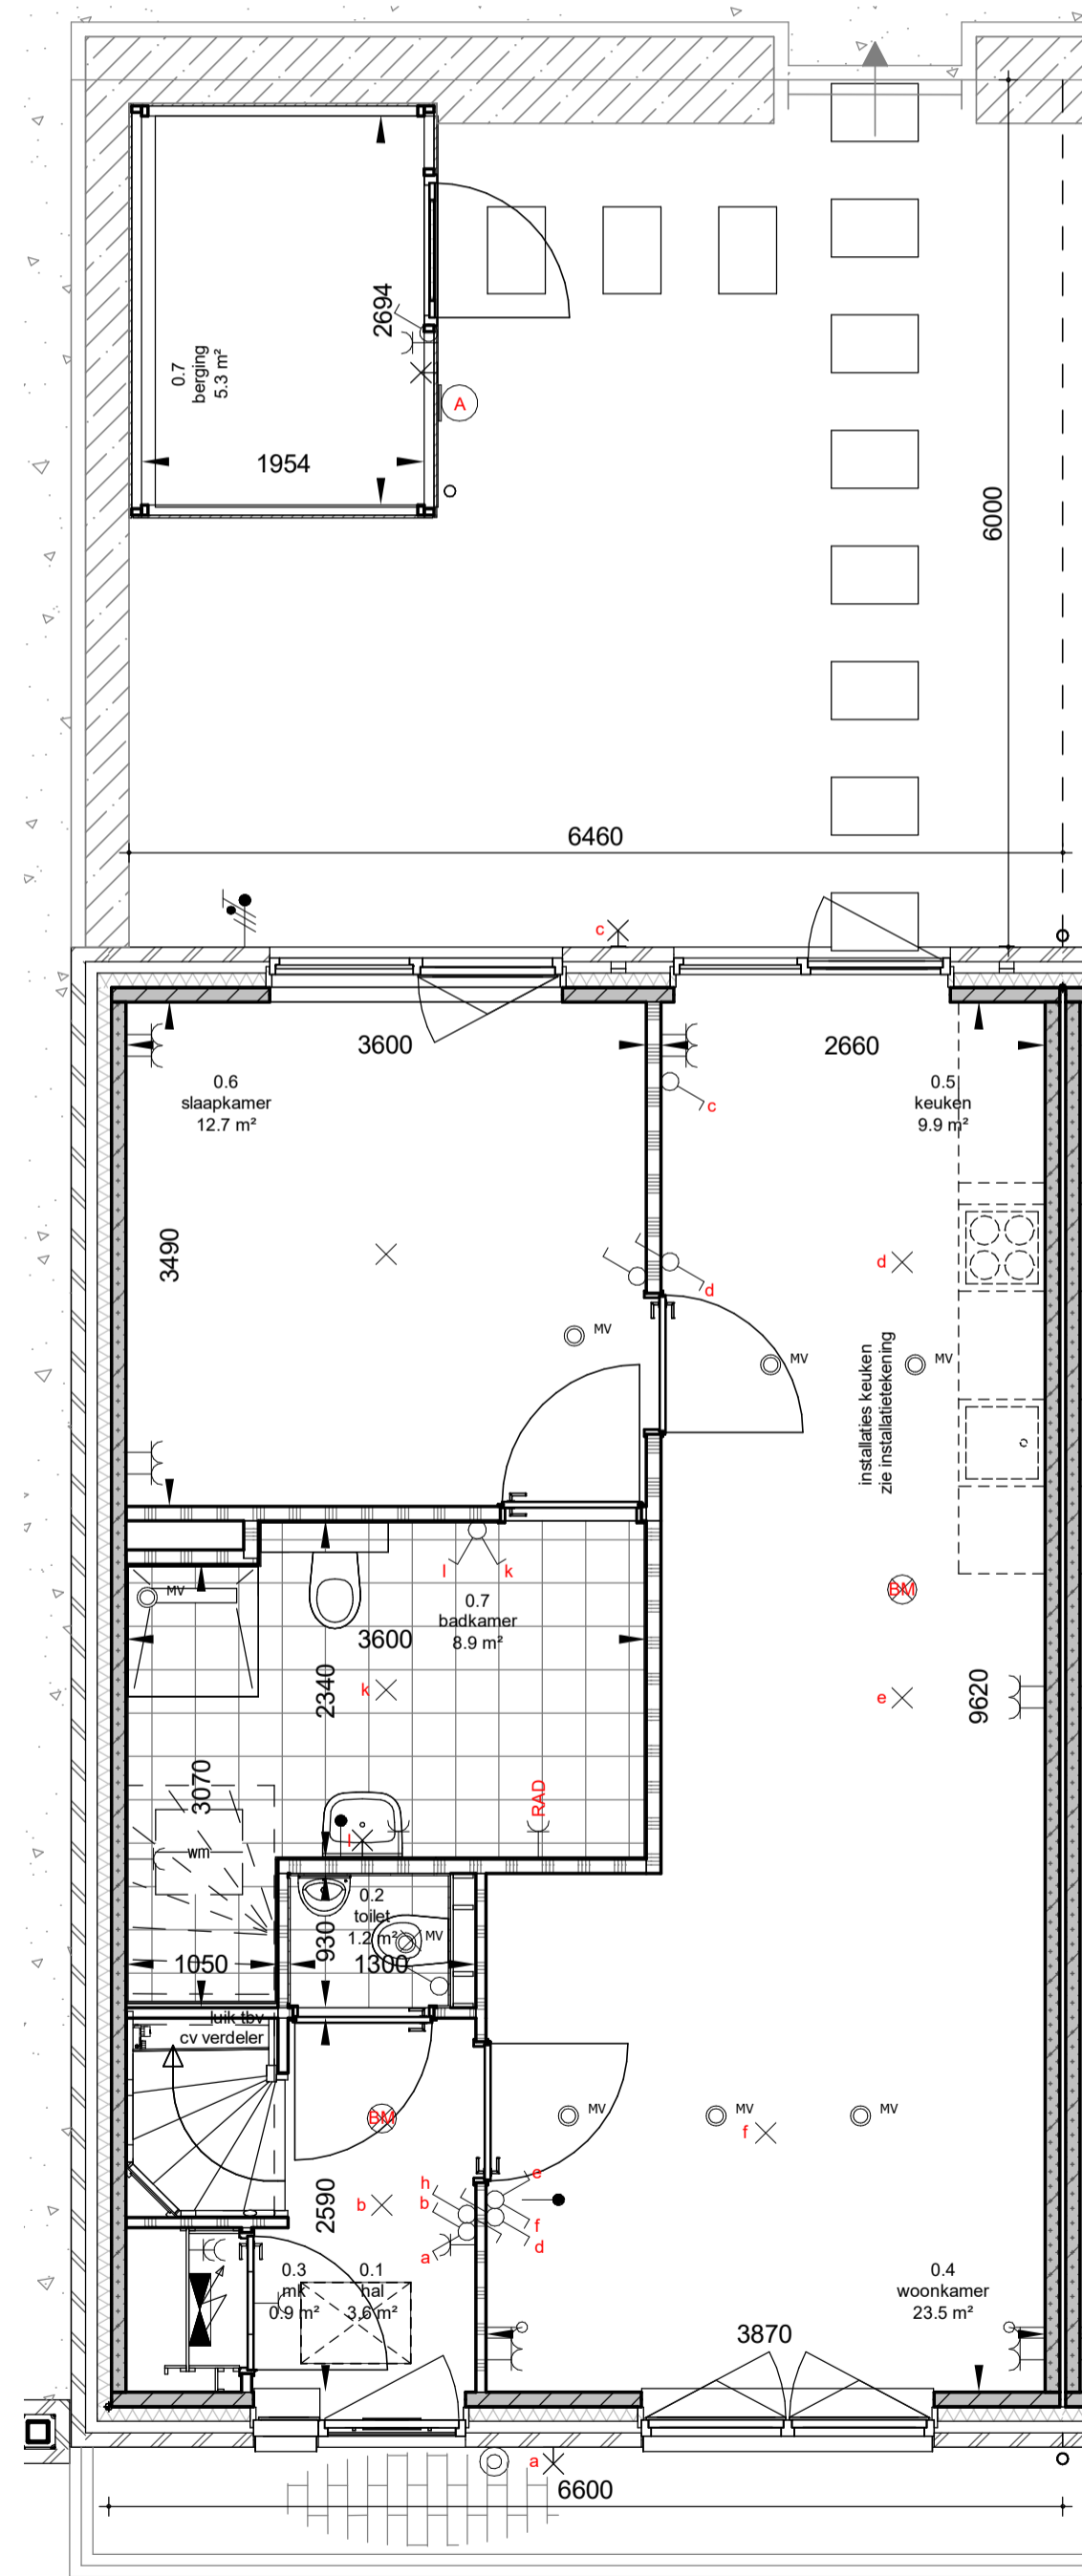 2694
0.7
berging
5.3 m²
A
1954
6000
6460
c
3600
2660
0.6
slaapkamer
12.7 m²
0.5
keuken
9.9 m²
c
3490
d
d
MV
MV
MV
installaties keuken
zie installatietekening
l
k
MV
0.7
badkamer
8.9 m²
BM
3600
2340
k
e
9620
3070
RAD
l
wm
0.2
toilet
1.2 m²
MV
930
1050
1300
luik tbv
cv verdeler
BM
MV
MV
MV
f
e
h
b
b
f
d
a
2590
0.3
mk
0.9 m²
0.1
hal
3.6 m²
0.4
woonkamer
23.5 m²
3870
a
6600